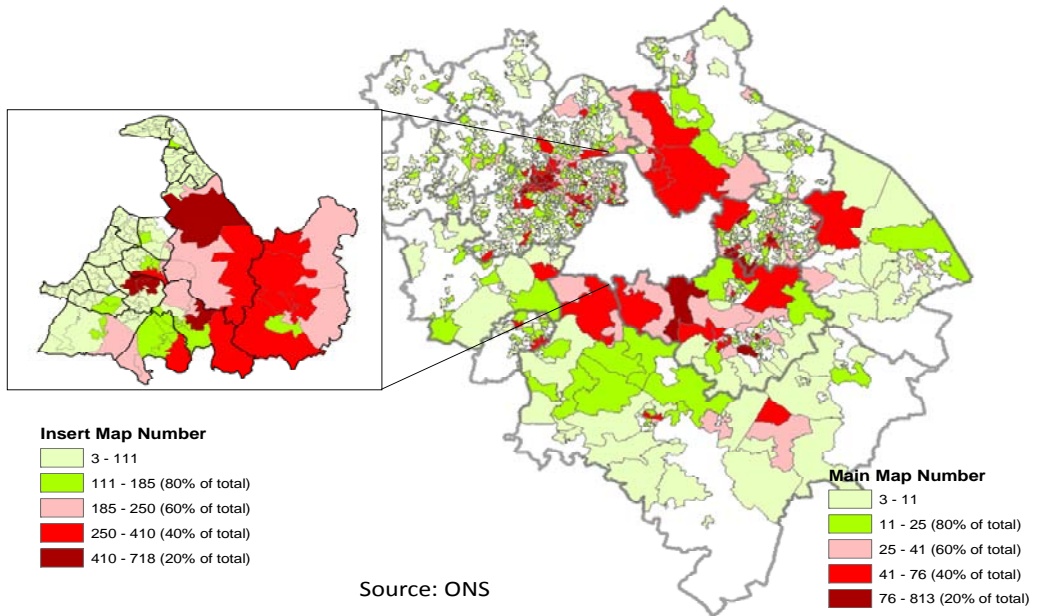 Insert Map Number
3 - 111
111 - 185 (80% of total)
185 - 250 (60% of total)
250 - 410 (40% of total)
410 - 718 (20% of total)
Source: ONS
Main Map Number
3 - 11
11 - 25 (80% of total)
25 - 41 (60% of total)
41 - 76 (40% of total)
76 - 813 (20% of total)